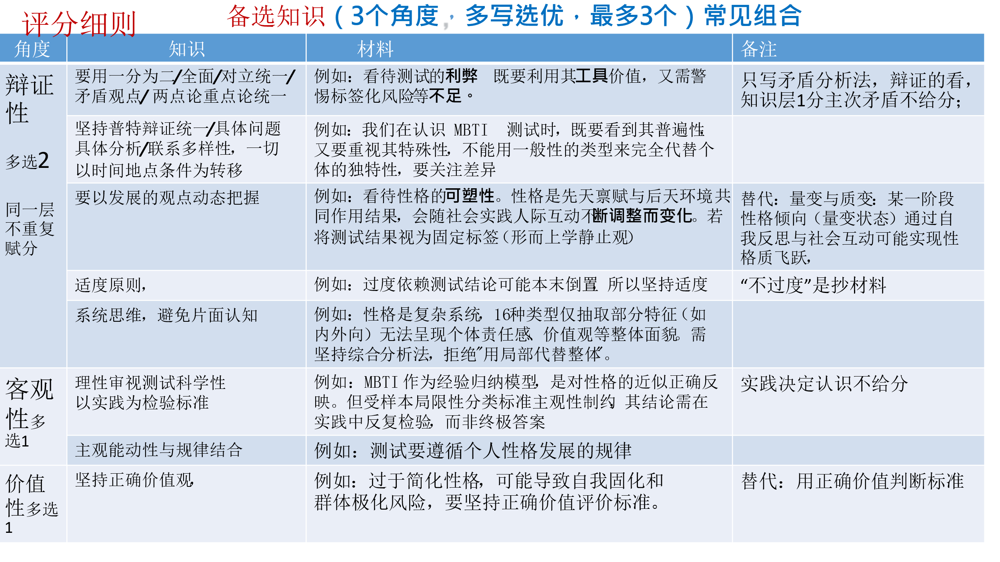 评分细则
备选知识（3个角度，多写选优，最多3个）常见组合
角度
知识
材料
备注
辩证
性
多选2
同一层
不重复
赋分
要用一分为二/全面/对立统一/
矛盾观点/ 两点论重点论统一
例如：看待测试的利弊 既要利用其工具价值，又需警
惕标签化风险等不足。
只写矛盾分析法，辩证的看，
知识层1分主次矛盾不给分；
坚持普特辩证统一/具体问题
具体分析/联系多样性，一切
以时间地点条件为转移
例如：我们在认识 MBTI 测试时，既要看到其普遍性，
又要重视其特殊性，不能用一般性的类型来完全代替个
体的独特性，要关注差异
要以发展的观点动态把握
例如：看待性格的可塑性。性格是先天禀赋与后天环境共
同作用结果，会随社会实践人际互动不断调整而变化。若
将测试结果视为固定标签（形而上学静止观）
替代：量变与质变：某一阶段
性格倾向（量变状态）通过自
我反思与社会互动可能实现性
格质飞跃，
适度原则，
例如：过度依赖测试结论可能本末倒置，所以坚持适度
“不过度”是抄材料
系统思维，避免片面认知
例如：性格是复杂系统，16种类型仅抽取部分特征（如
内外向）无法呈现个体责任感、价值观等整体面貌。需
坚持综合分析法，拒绝"用局部代替整体"。
客观
性多
选1
理性审视测试科学性
以实践为检验标准
例如：MBTI 作为经验归纳模型，是对性格的近似正确反
映。但受样本局限性分类标准主观性制约，其结论需在
实践中反复检验，而非终极答案
实践决定认识不给分
主观能动性与规律结合
例如：测试要遵循个人性格发展的规律
价值
性多选
1
坚持正确价值观，
例如：过于简化性格，可能导致自我固化和
群体极化风险，要坚持正确价值评价标准。
替代：用正确价值判断标准